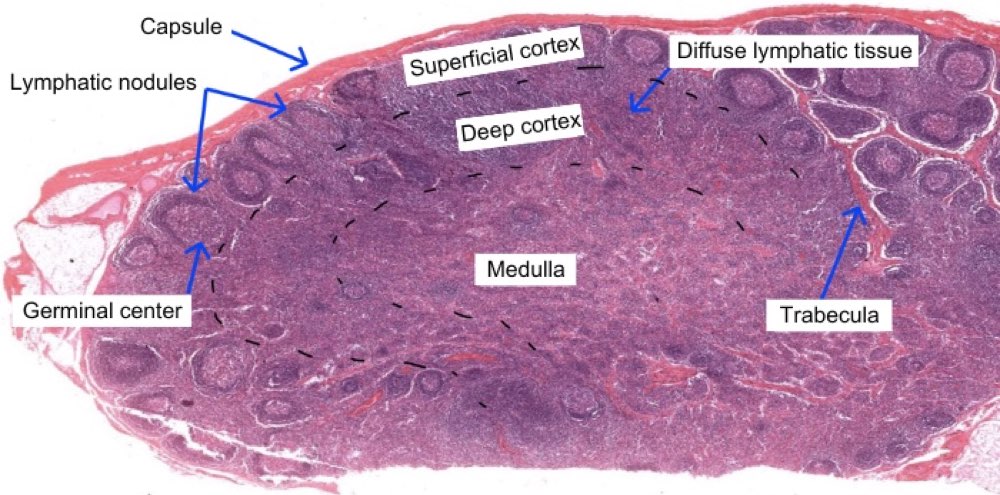 Capsule
Superficial cortex
Diffuse lymphatic tissue
Lymphatic nodules
Deep cortex
Medulla
Germinal center
Trabecula